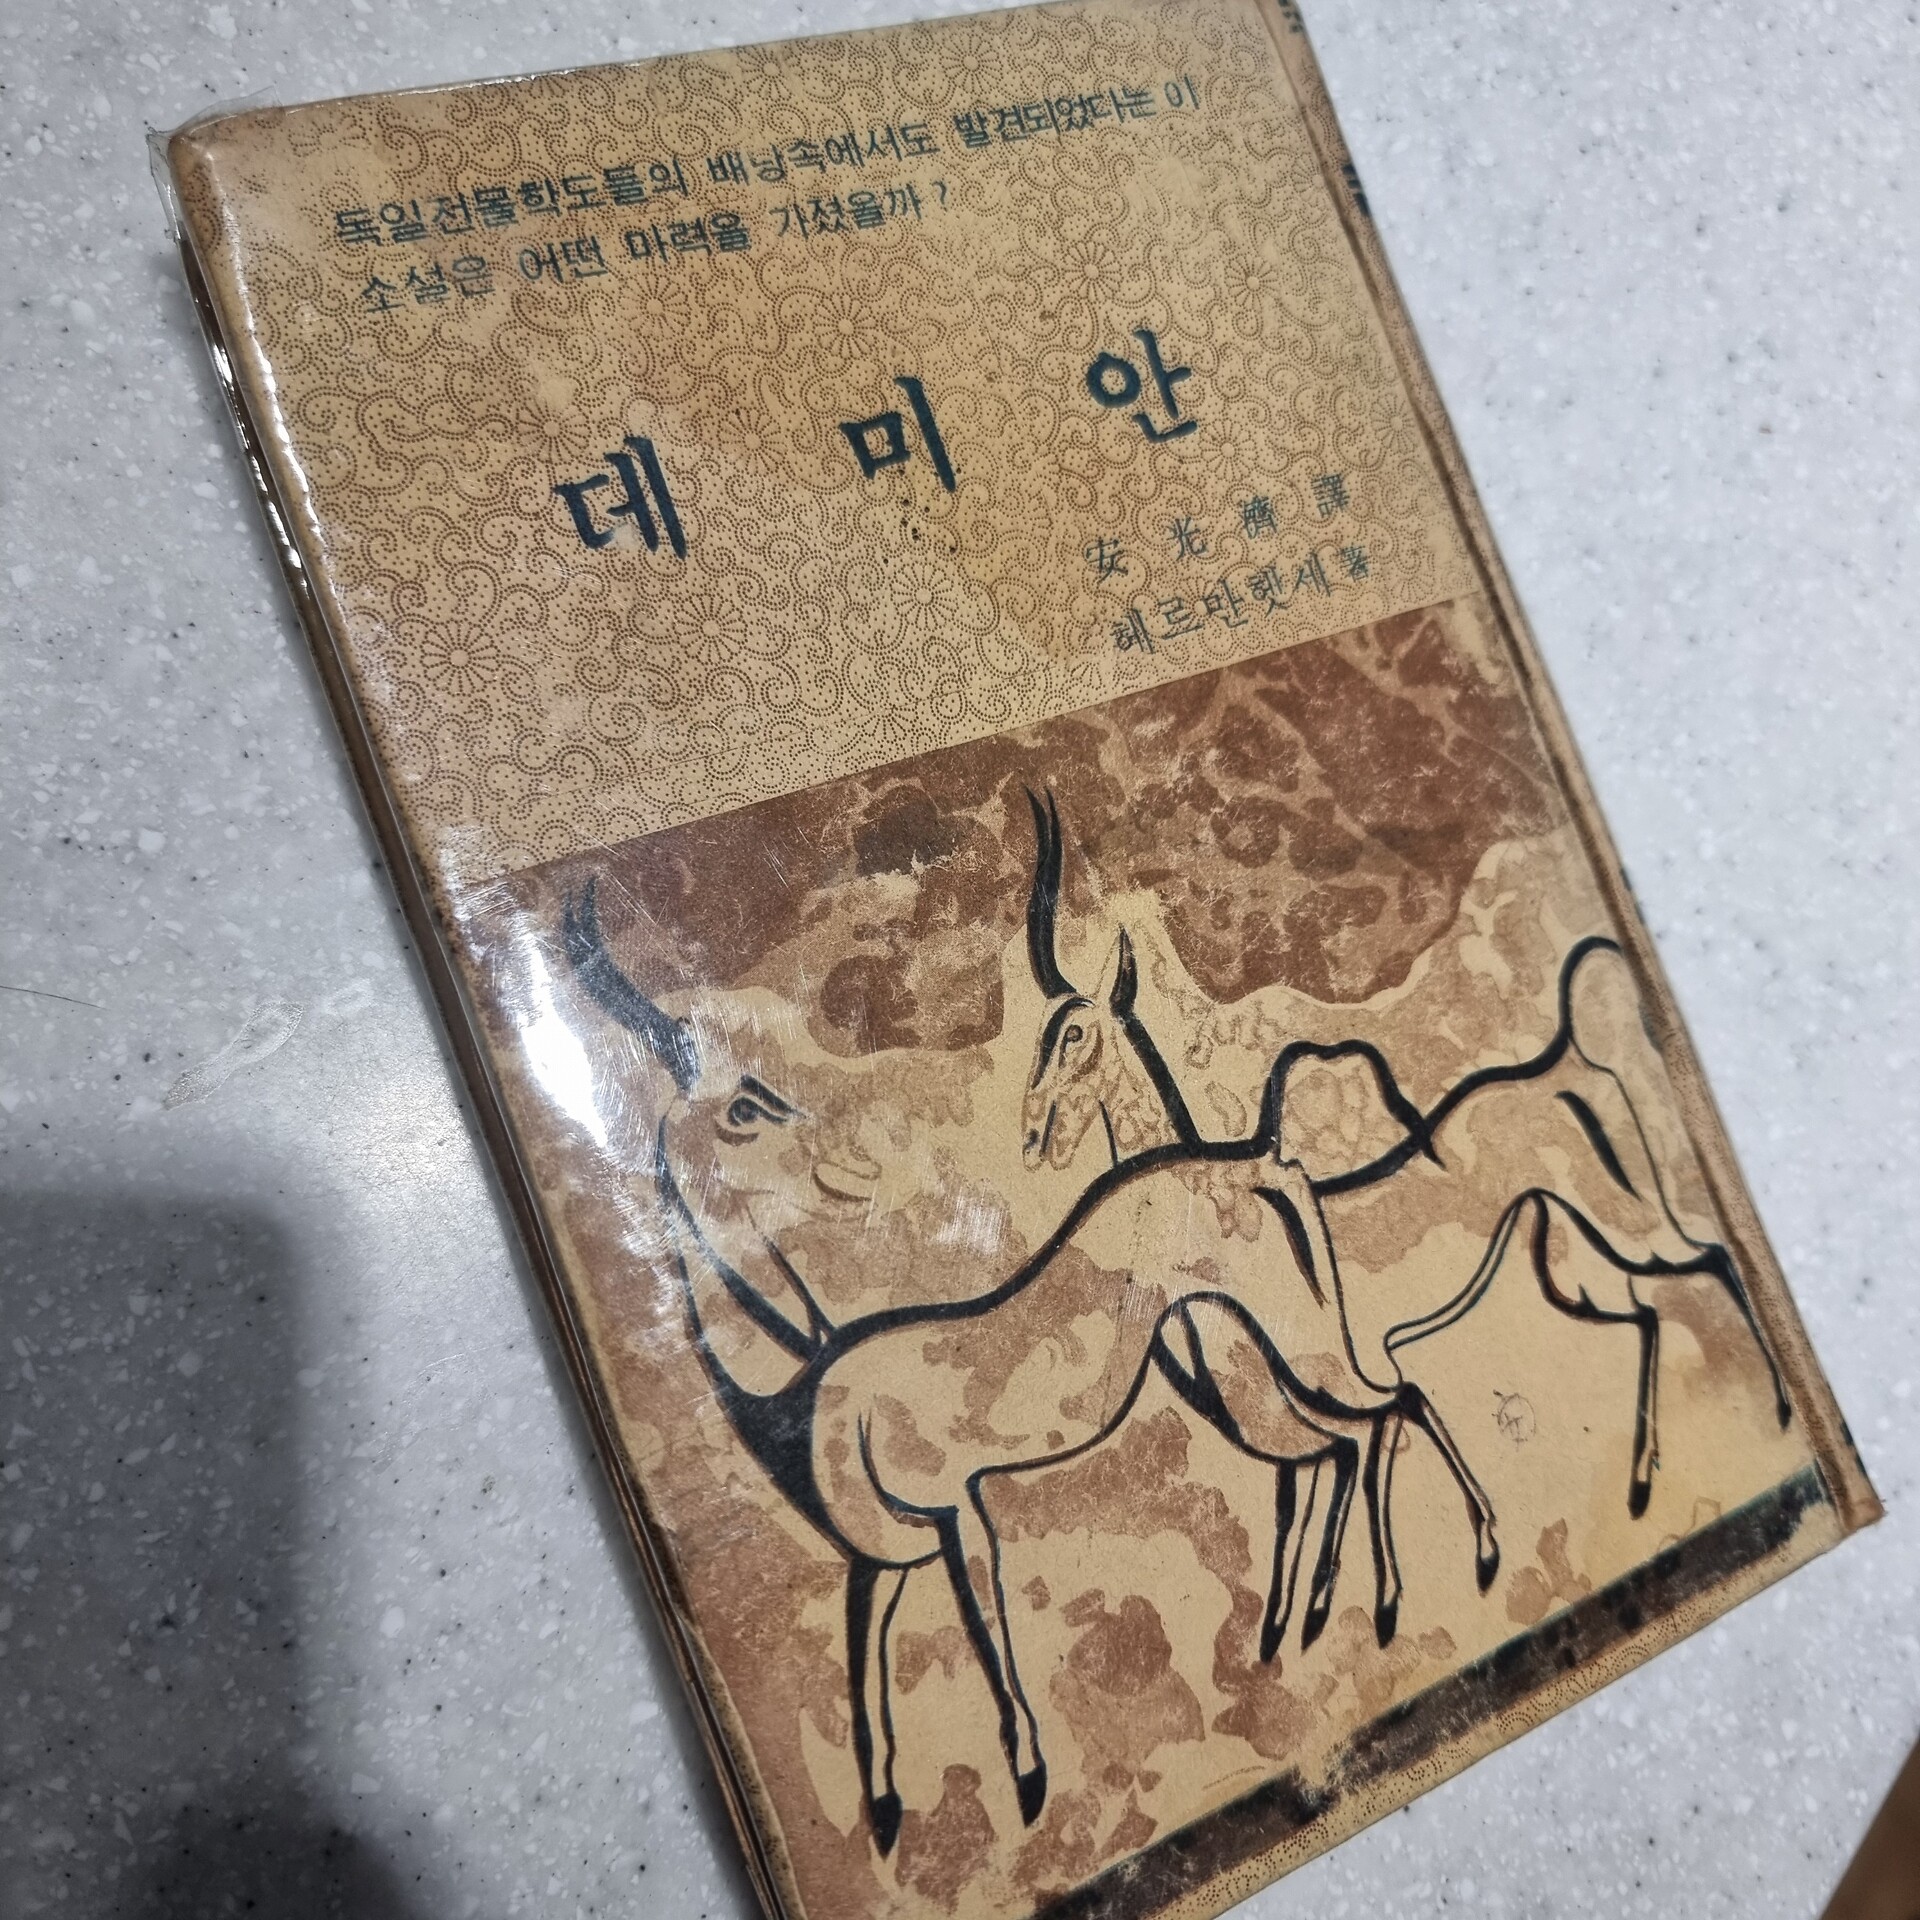 독일전몰학도들의 배낭속에서도 발견되었다는 이
소설은 어떤 마력을 가졌을까?
데 미 안
安光濟 譯
헤르만헷세 著